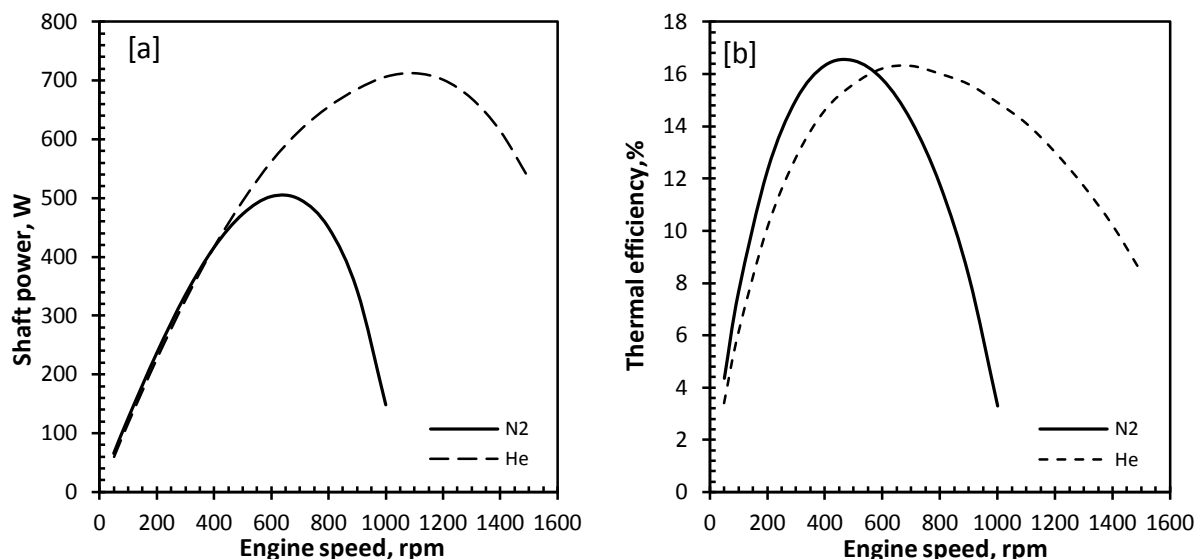 [a]
Shaft power, W
800
700
600
500
400
300
200
100
0
0 200 400 600 800 1000 1200 1400 1600
Engine speed, rpm
N2
He
[b]
Thermal efficiency,%
18
16
14
12
10
8
6
4
2
0
0 200 400 600 800 1000 1200 1400 1600
Engine speed, rpm
N2
He